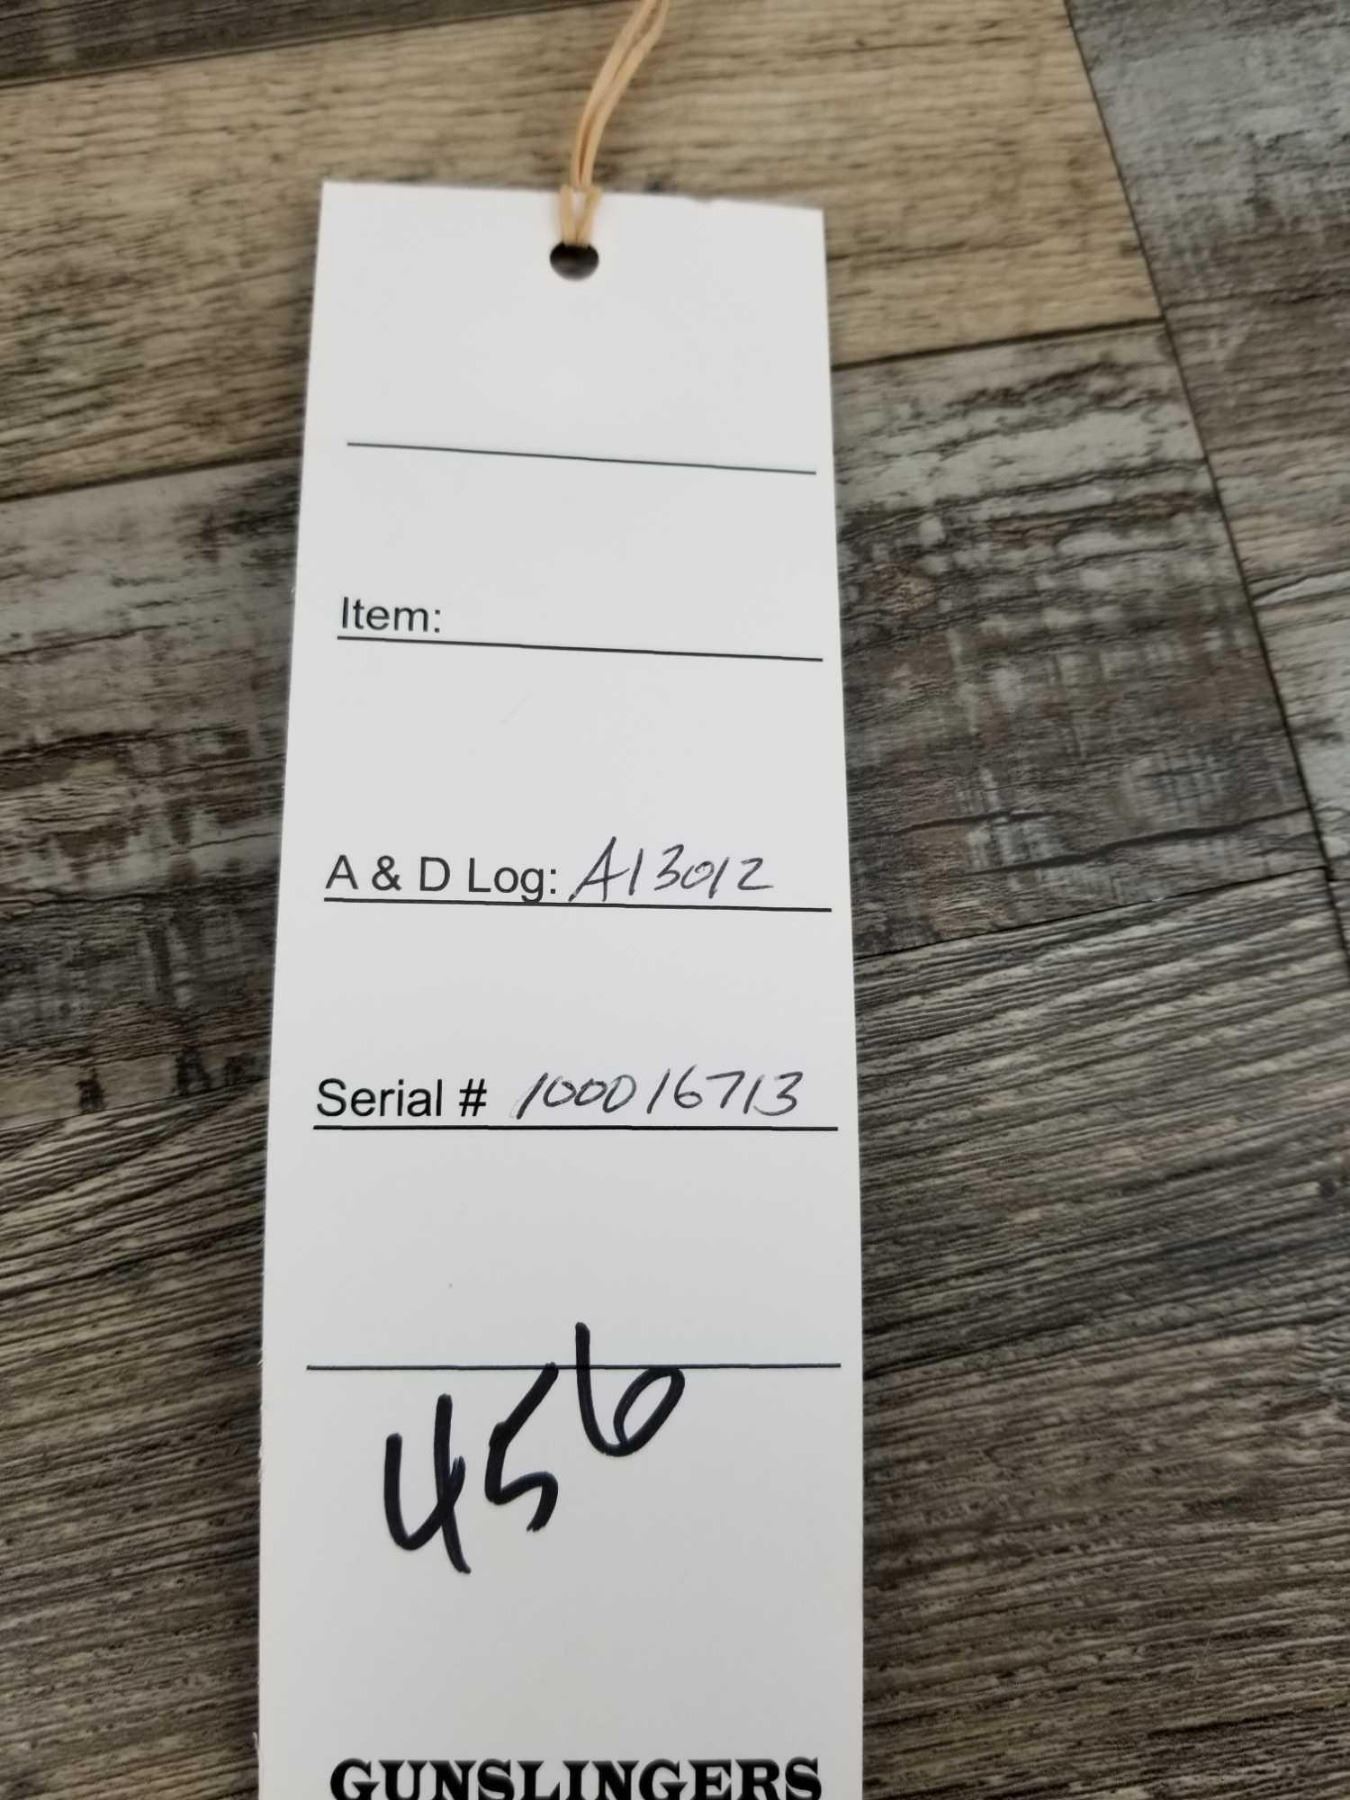 Item:
A & D Log: A13012
Serial # 100016713
456
GUNSLINGERS